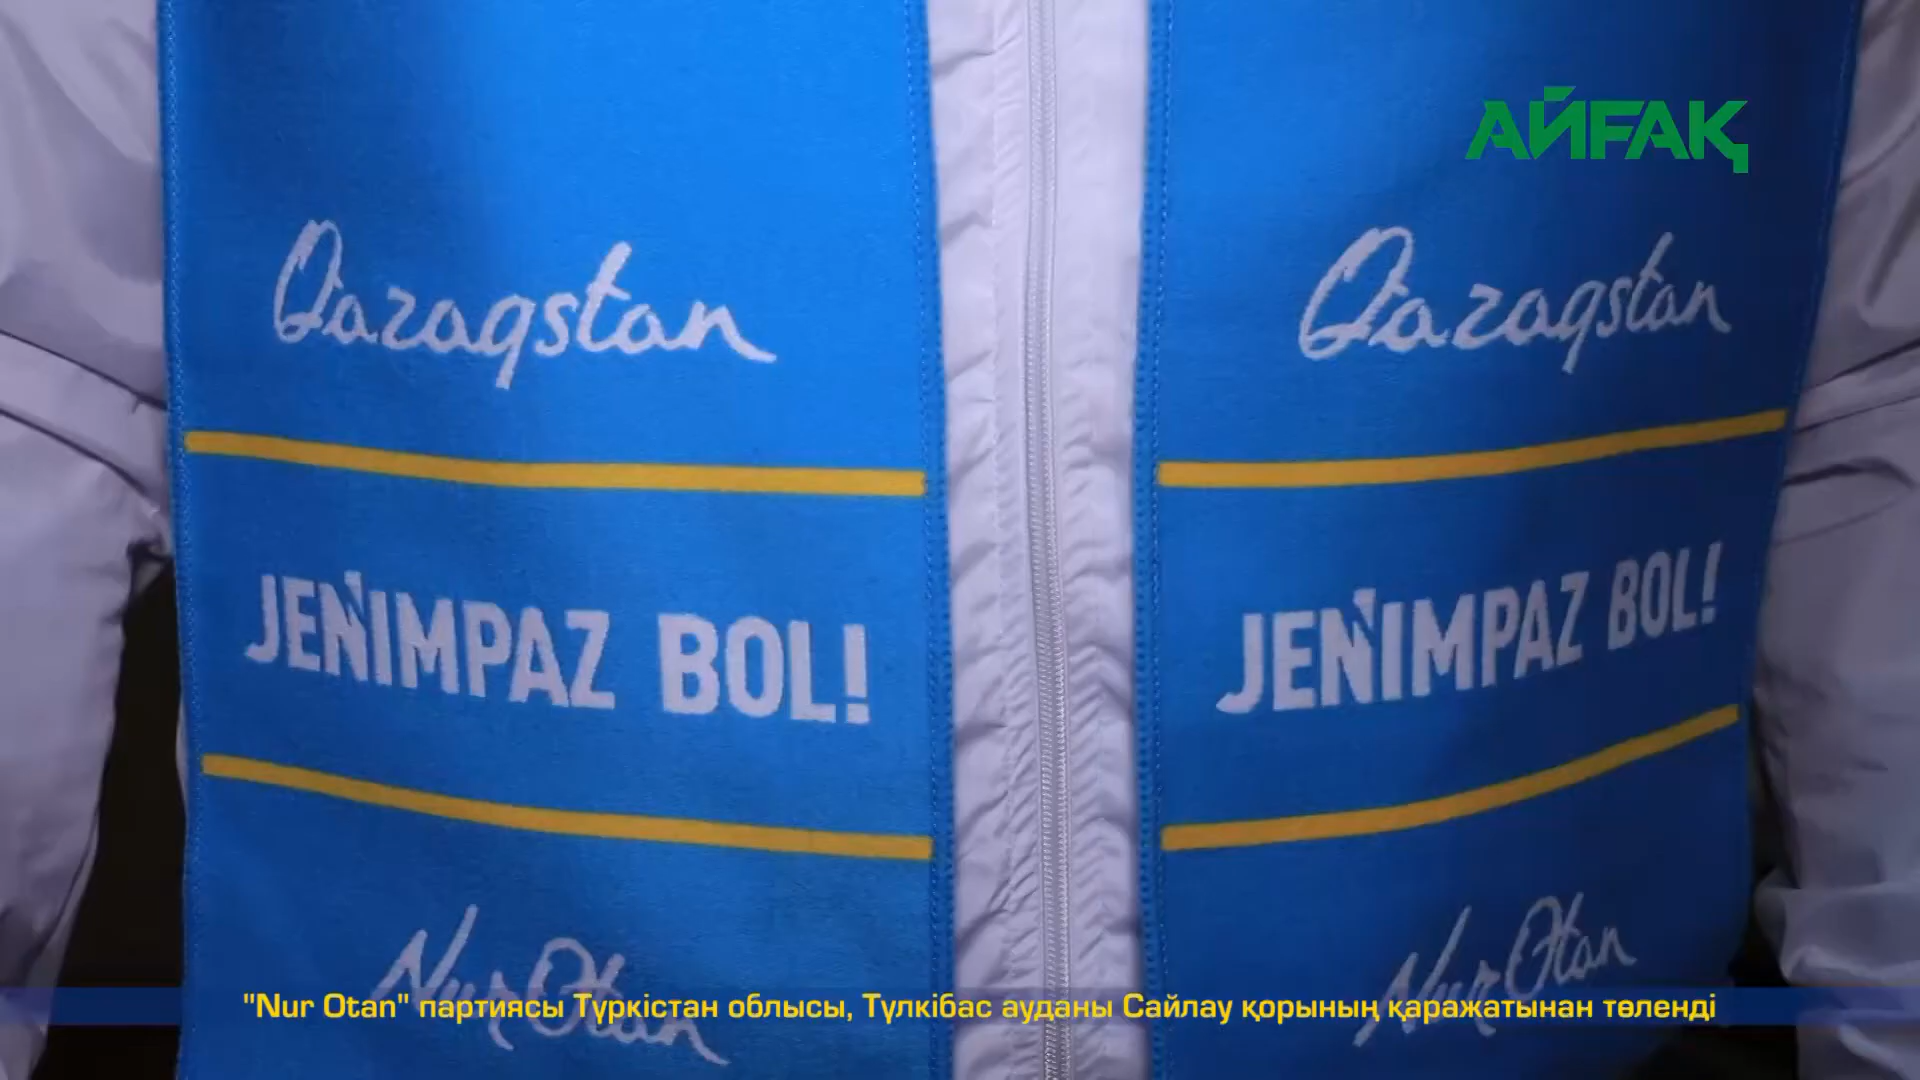 АЙҒАҚ
Qazaqstan
Qazaqstan
JEŃIMPAZ BOL!
JEŃIMPAZ BOL!
Nur Otan
Nur Otan
"Nur Otan" партиясы Түркістан облысы, Түлкібас ауданы Сайлау қорының қаражатынан төленді